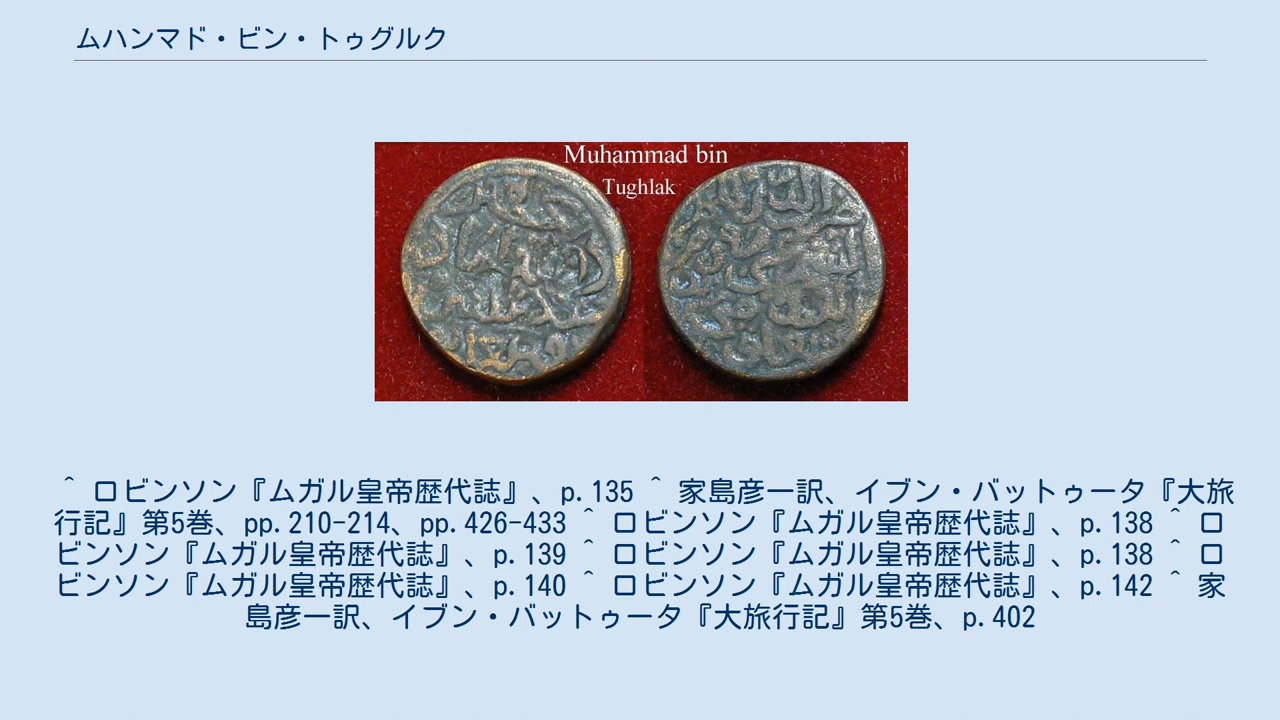 ムハンマド・ビン・トゥグルク
Muhammad bin
Tughlak
^ ロビンソン『ムガル皇帝歴代誌』、p.135 ^ 家島彦一訳、イブン・バットゥータ『大旅
行記』第5巻、pp.210-214、pp.426-433 ^ ロビンソン『ムガル皇帝歴代誌』、p.138 ^ ロ
ビンソン『ムガル皇帝歴代誌』、p.139 ^ ロビンソン『ムガル皇帝歴代誌』、p.138 ^ ロ
ビンソン『ムガル皇帝歴代誌』、p.140 ^ ロビンソン『ムガル皇帝歴代誌』、p.142 ^ 家
島彦一訳、イブン・バットゥータ『大旅行記』第5巻、p.402